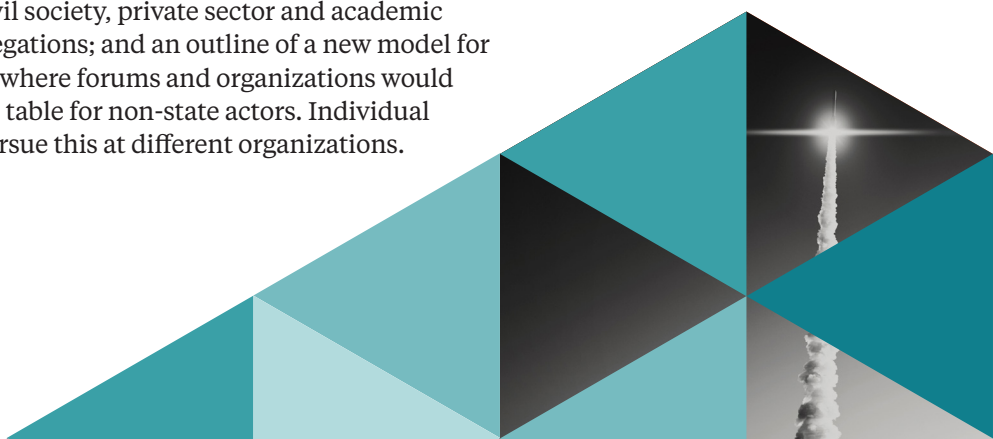 vil society, private sector and academic
egations; and an outline of a new model for
where forums and organizations would
table for non-state actors. Individual
rsue this at different organizations.